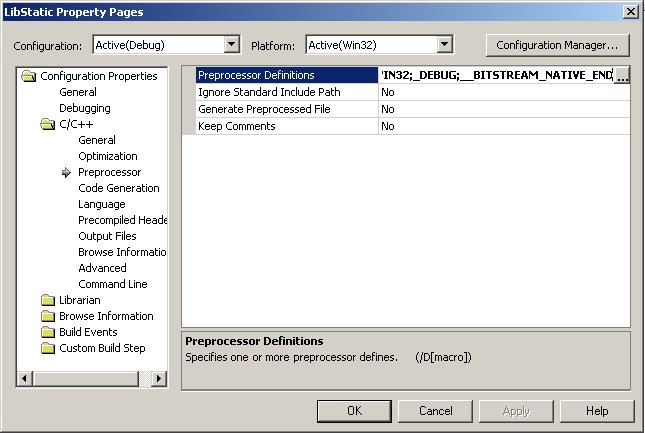 LibStatic Property Pages
Configuration: Active(Debug) Platform: Active(Win32) Configuration Manager...
Configuration Properties
General
Debugging
C/C++
General
Optimization
Preprocessor
Code Generation
Language
Precompiled Heade
Output Files
Browse Informatio
Advanced
Command Line
Librarian
Browse Information
Build Events
Custom Build Step
Preprocessor Definitions 'IN32;_DEBUG;__BITSTREAM_NATIVE_END ...
Ignore Standard Include Path No
Generate Preprocessed File No
Keep Comments No
Preprocessor Definitions
Specifies one or more preprocessor defines. (/D[macro])
OK Cancel Apply Help